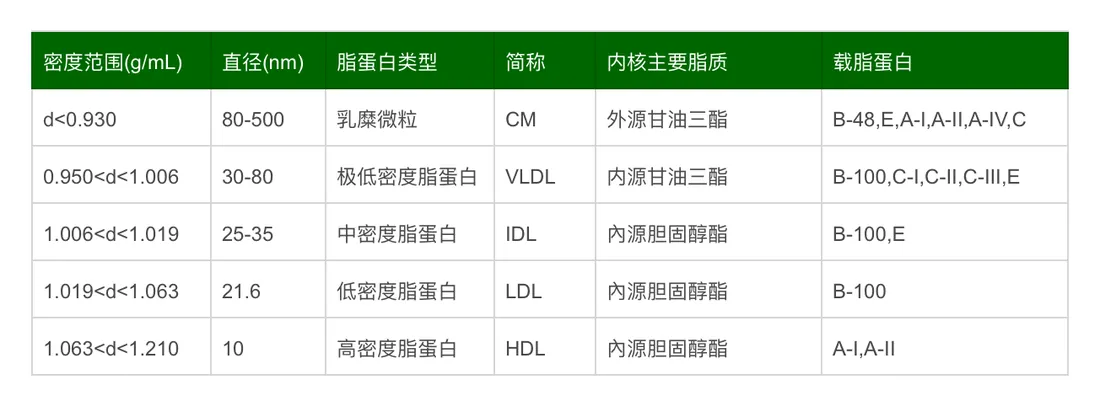 密度范围(g/mL) 直径(nm) 脂蛋白类型 简称 内核主要脂质 载脂蛋白
d<0.930 80-500 乳糜微粒 CM 外源甘油三酯 B-48,E,A-I,A-II,A-IV,C
0.950<d<1.006 30-80 极低密度脂蛋白 VLDL 内源甘油三酯 B-100,C-I,C-II,C-III,E
1.006<d<1.019 25-35 中密度脂蛋白 IDL 內源胆固醇酯 B-100,E
1.019<d<1.063 21.6 低密度脂蛋白 LDL 內源胆固醇酯 B-100
1.063<d<1.210 10 高密度脂蛋白 HDL 內源胆固醇酯 A-I,A-II